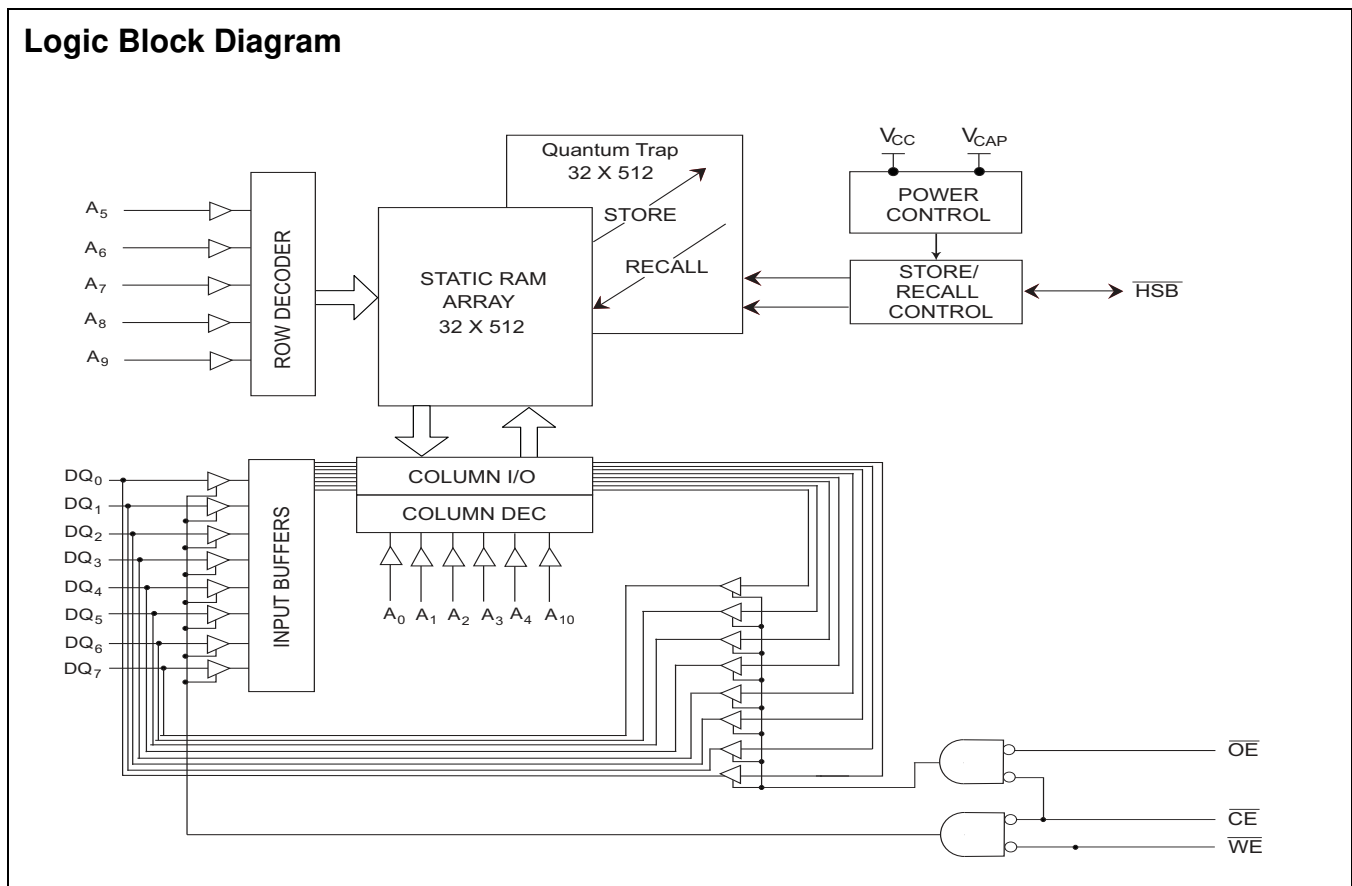 Logic Block Diagram
Quantum Trap
32 X 512
STORE
RECALL
STATIC RAM
ARRAY
32 X 512
V_CC
V_CAP
POWER
CONTROL
STORE/
RECALL
CONTROL
HSB
A5
A6
A7
A8
A9
ROW DECODER
DQ0
DQ1
DQ2
DQ3
DQ4
DQ5
DQ6
DQ7
INPUT BUFFERS
COLUMN I/O
COLUMN DEC
A0 A1 A2 A3 A4 A10
OE
CE
WE